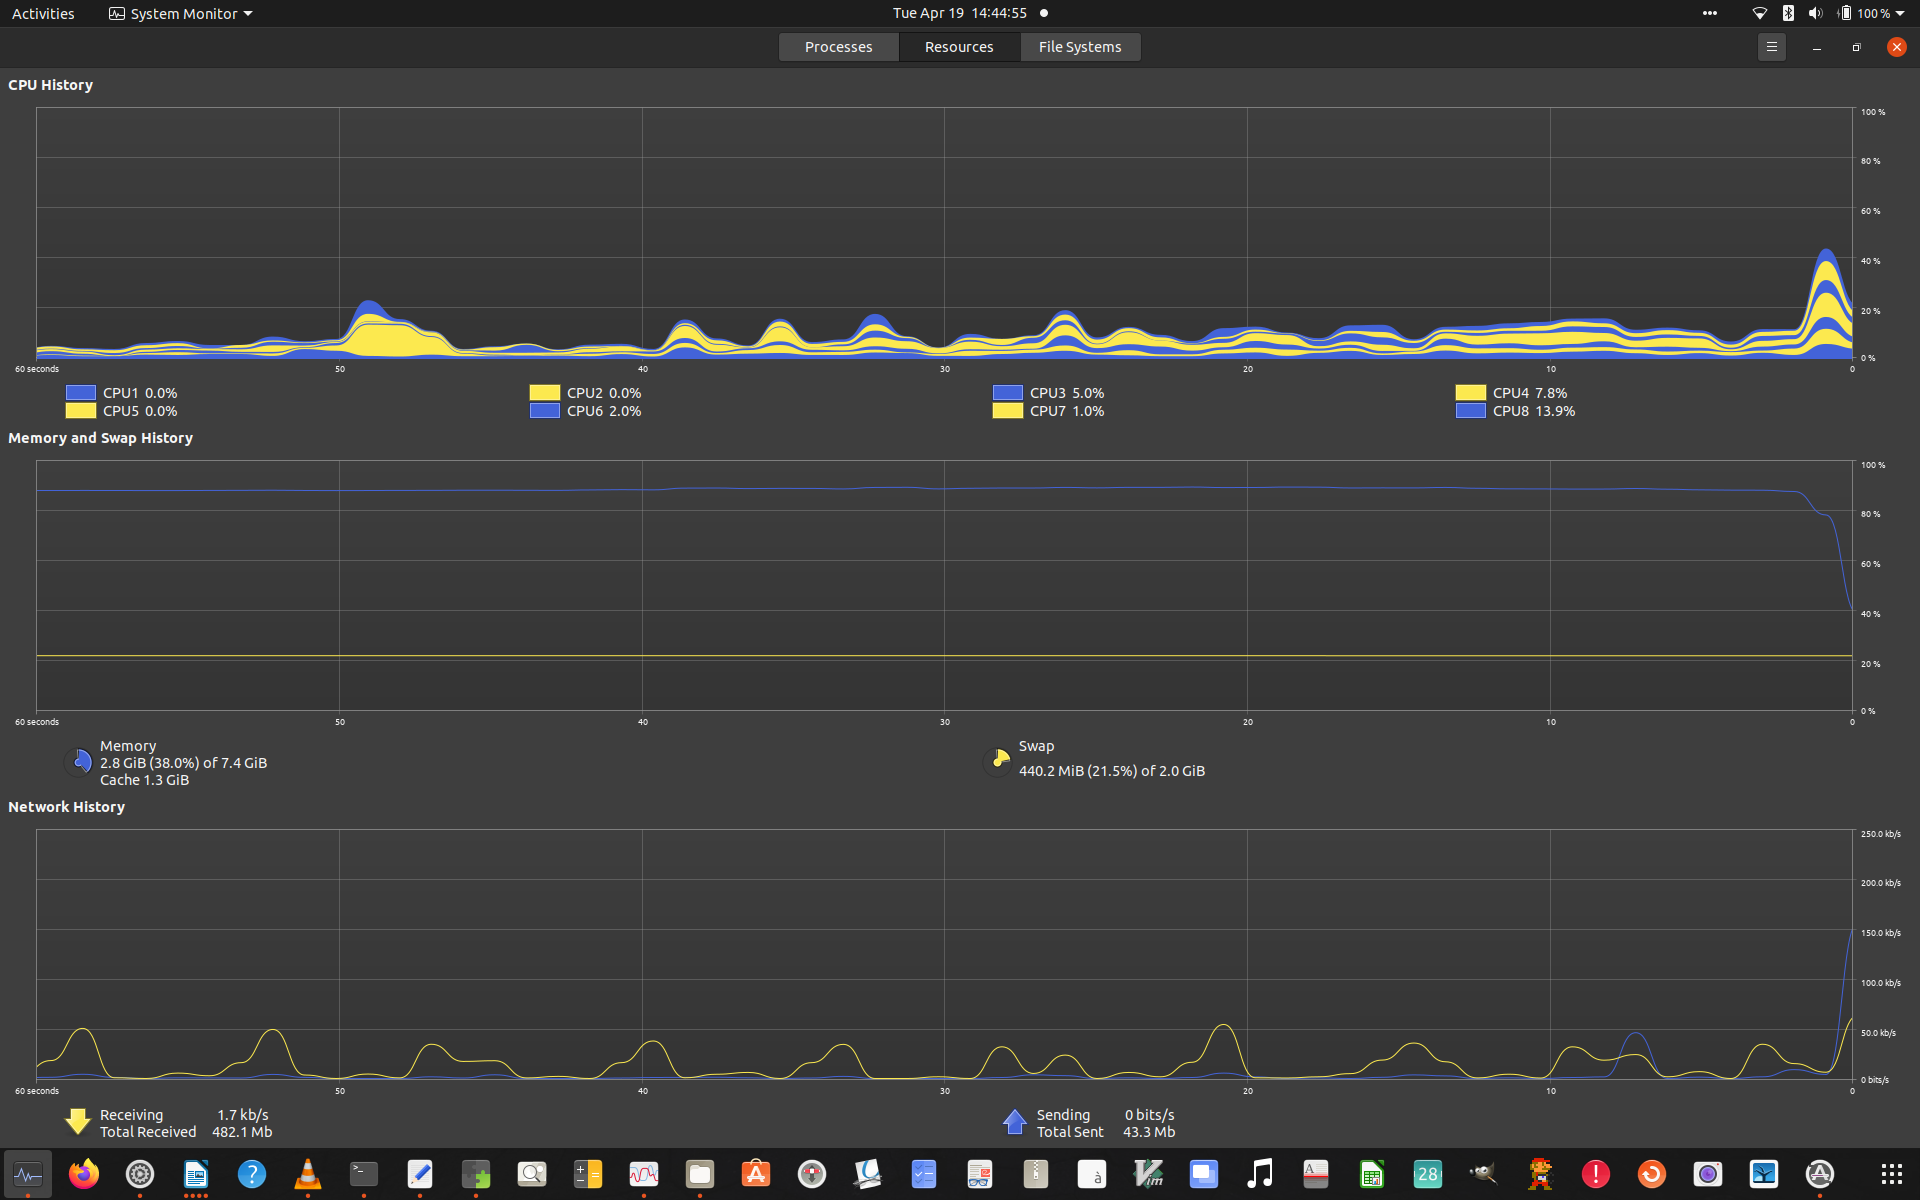 Activities
System Monitor
Tue Apr 19 14:44:55
100 %
Processes
Resources
File Systems
CPU History
100 %
80 %
60 %
40 %
20 %
0 %
60 seconds 50 40 30 20 10 0
CPU1 0.0% CPU2 0.0% CPU3 5.0% CPU4 7.8%
CPU5 0.0% CPU6 2.0% CPU7 1.0% CPU8 13.9%
Memory and Swap History
100 %
80 %
60 %
40 %
20 %
0 %
60 seconds 50 40 30 20 10 0
Memory
2.8 GiB (38.0%) of 7.4 GiB
Cache 1.3 GiB
Swap
440.2 MiB (21.5%) of 2.0 GiB
Network History
250.0 kb/s
200.0 kb/s
150.0 kb/s
100.0 kb/s
50.0 kb/s
0 bits/s
60 seconds 50 40 30 20 10 0
Receiving 1.7 kb/s
Total Received 482.1 Mb
Sending 0 bits/s
Total Sent 43.3 Mb
?
>_
A
à
Vim
A
28
!
A